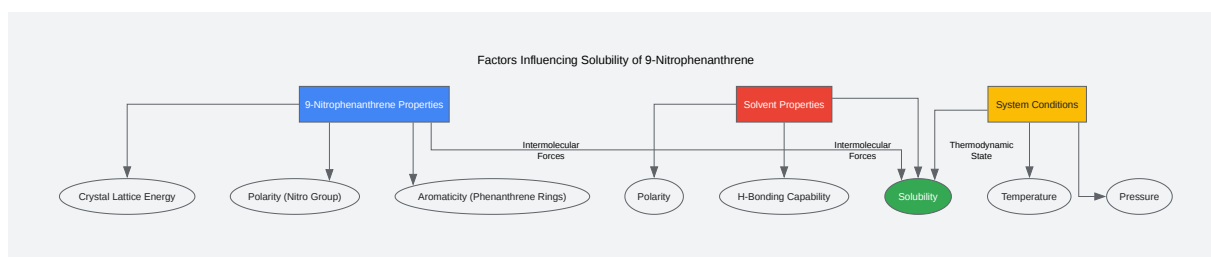 Factors Influencing Solubility of 9-Nitrophenanthrene
9-Nitrophenanthrene Properties
Solvent Properties
System Conditions
Intermolecular
Forces
Intermolecular
Forces
Thermodynamic
State
Crystal Lattice Energy
Polarity (Nitro Group)
Aromaticity (Phenanthrene Rings)
Polarity
H-Bonding Capability
Solubility
Temperature
Pressure